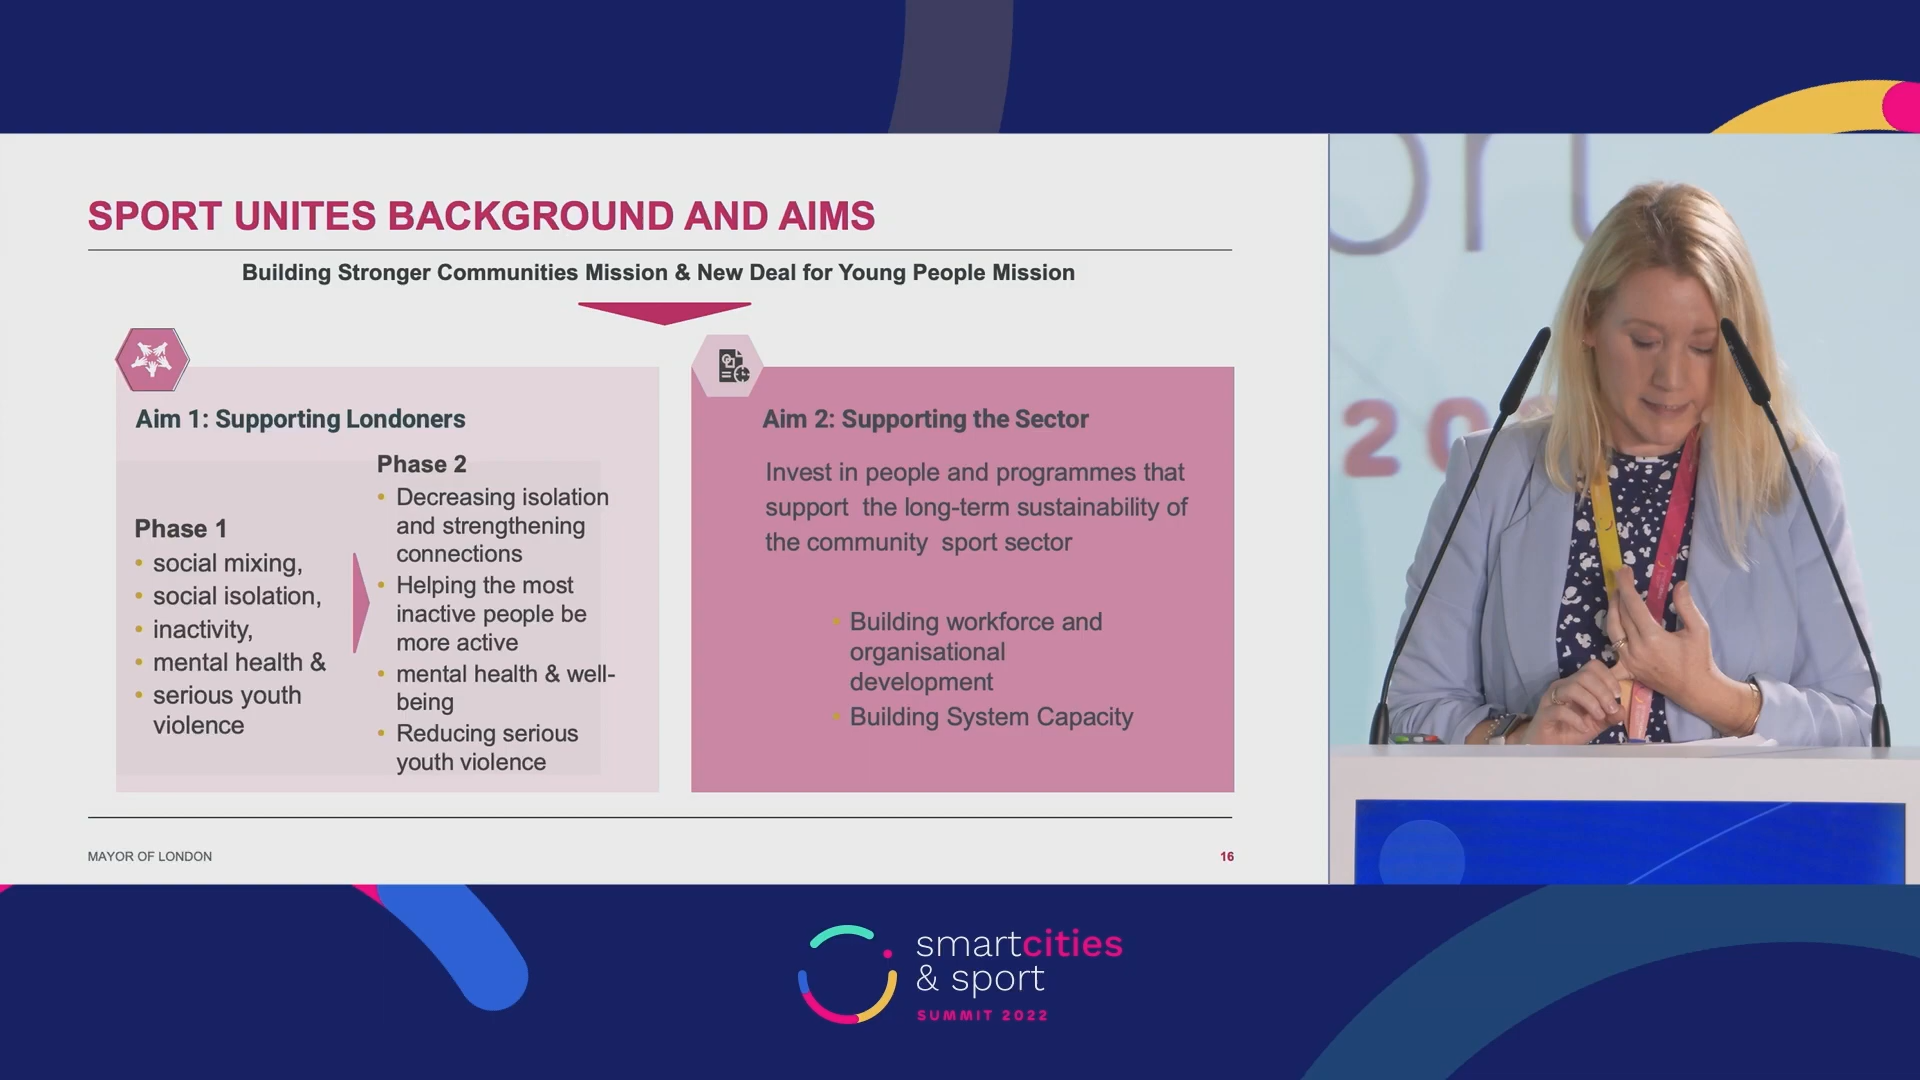 SPORT UNITES BACKGROUND AND AIMS
Building Stronger Communities Mission & New Deal for Young People Mission
Aim 1: Supporting Londoners
Phase 1
• social mixing,
• social isolation,
• inactivity,
• mental health &
• serious youth
violence
Phase 2
• Decreasing isolation
and strengthening
connections
• Helping the most
inactive people be
more active
• mental health & well-
being
• Reducing serious
youth violence
Aim 2: Supporting the Sector
Invest in people and programmes that
support the long-term sustainability of
the community sport sector
• Building workforce and
organisational
development
• Building System Capacity
MAYOR OF LONDON
16
ort
20
smartcities
& sport
SUMMIT 2022